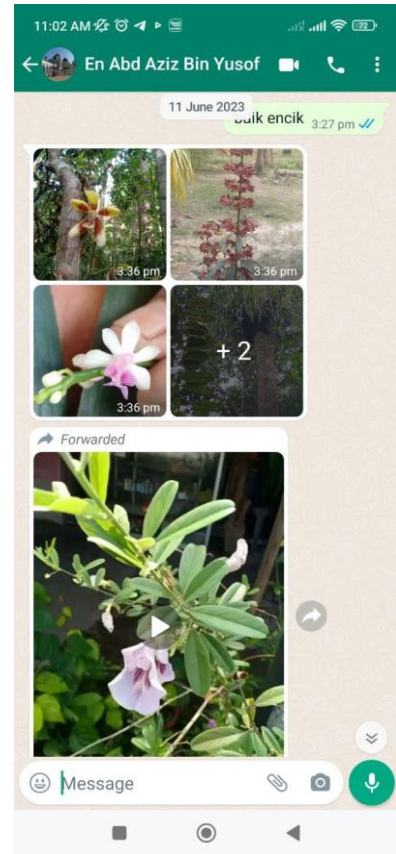 11:02 AM
72
En Abd Aziz Bin Yusof
11 June 2023
baik encik 3:27 pm
3:36 pm
3:36 pm
3:36 pm
+ 2
Forwarded
Message